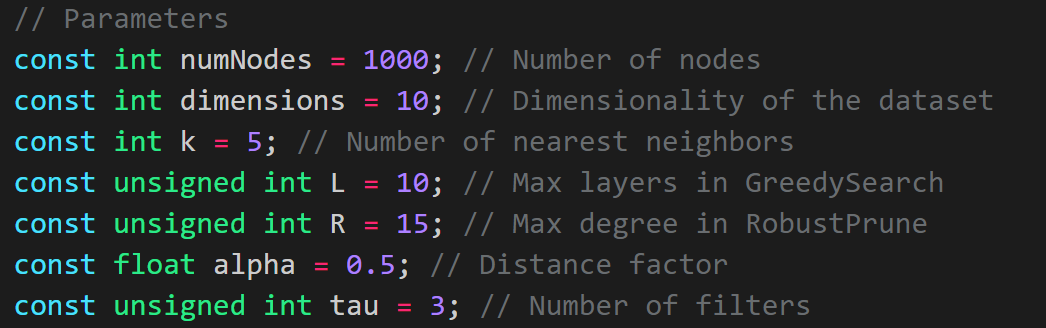 // Parameters
const int numNodes = 1000; // Number of nodes
const int dimensions = 10; // Dimensionality of the dataset
const int k = 5; // Number of nearest neighbors
const unsigned int L = 10; // Max layers in GreedySearch
const unsigned int R = 15; // Max degree in RobustPrune
const float alpha = 0.5; // Distance factor
const unsigned int tau = 3; // Number of filters